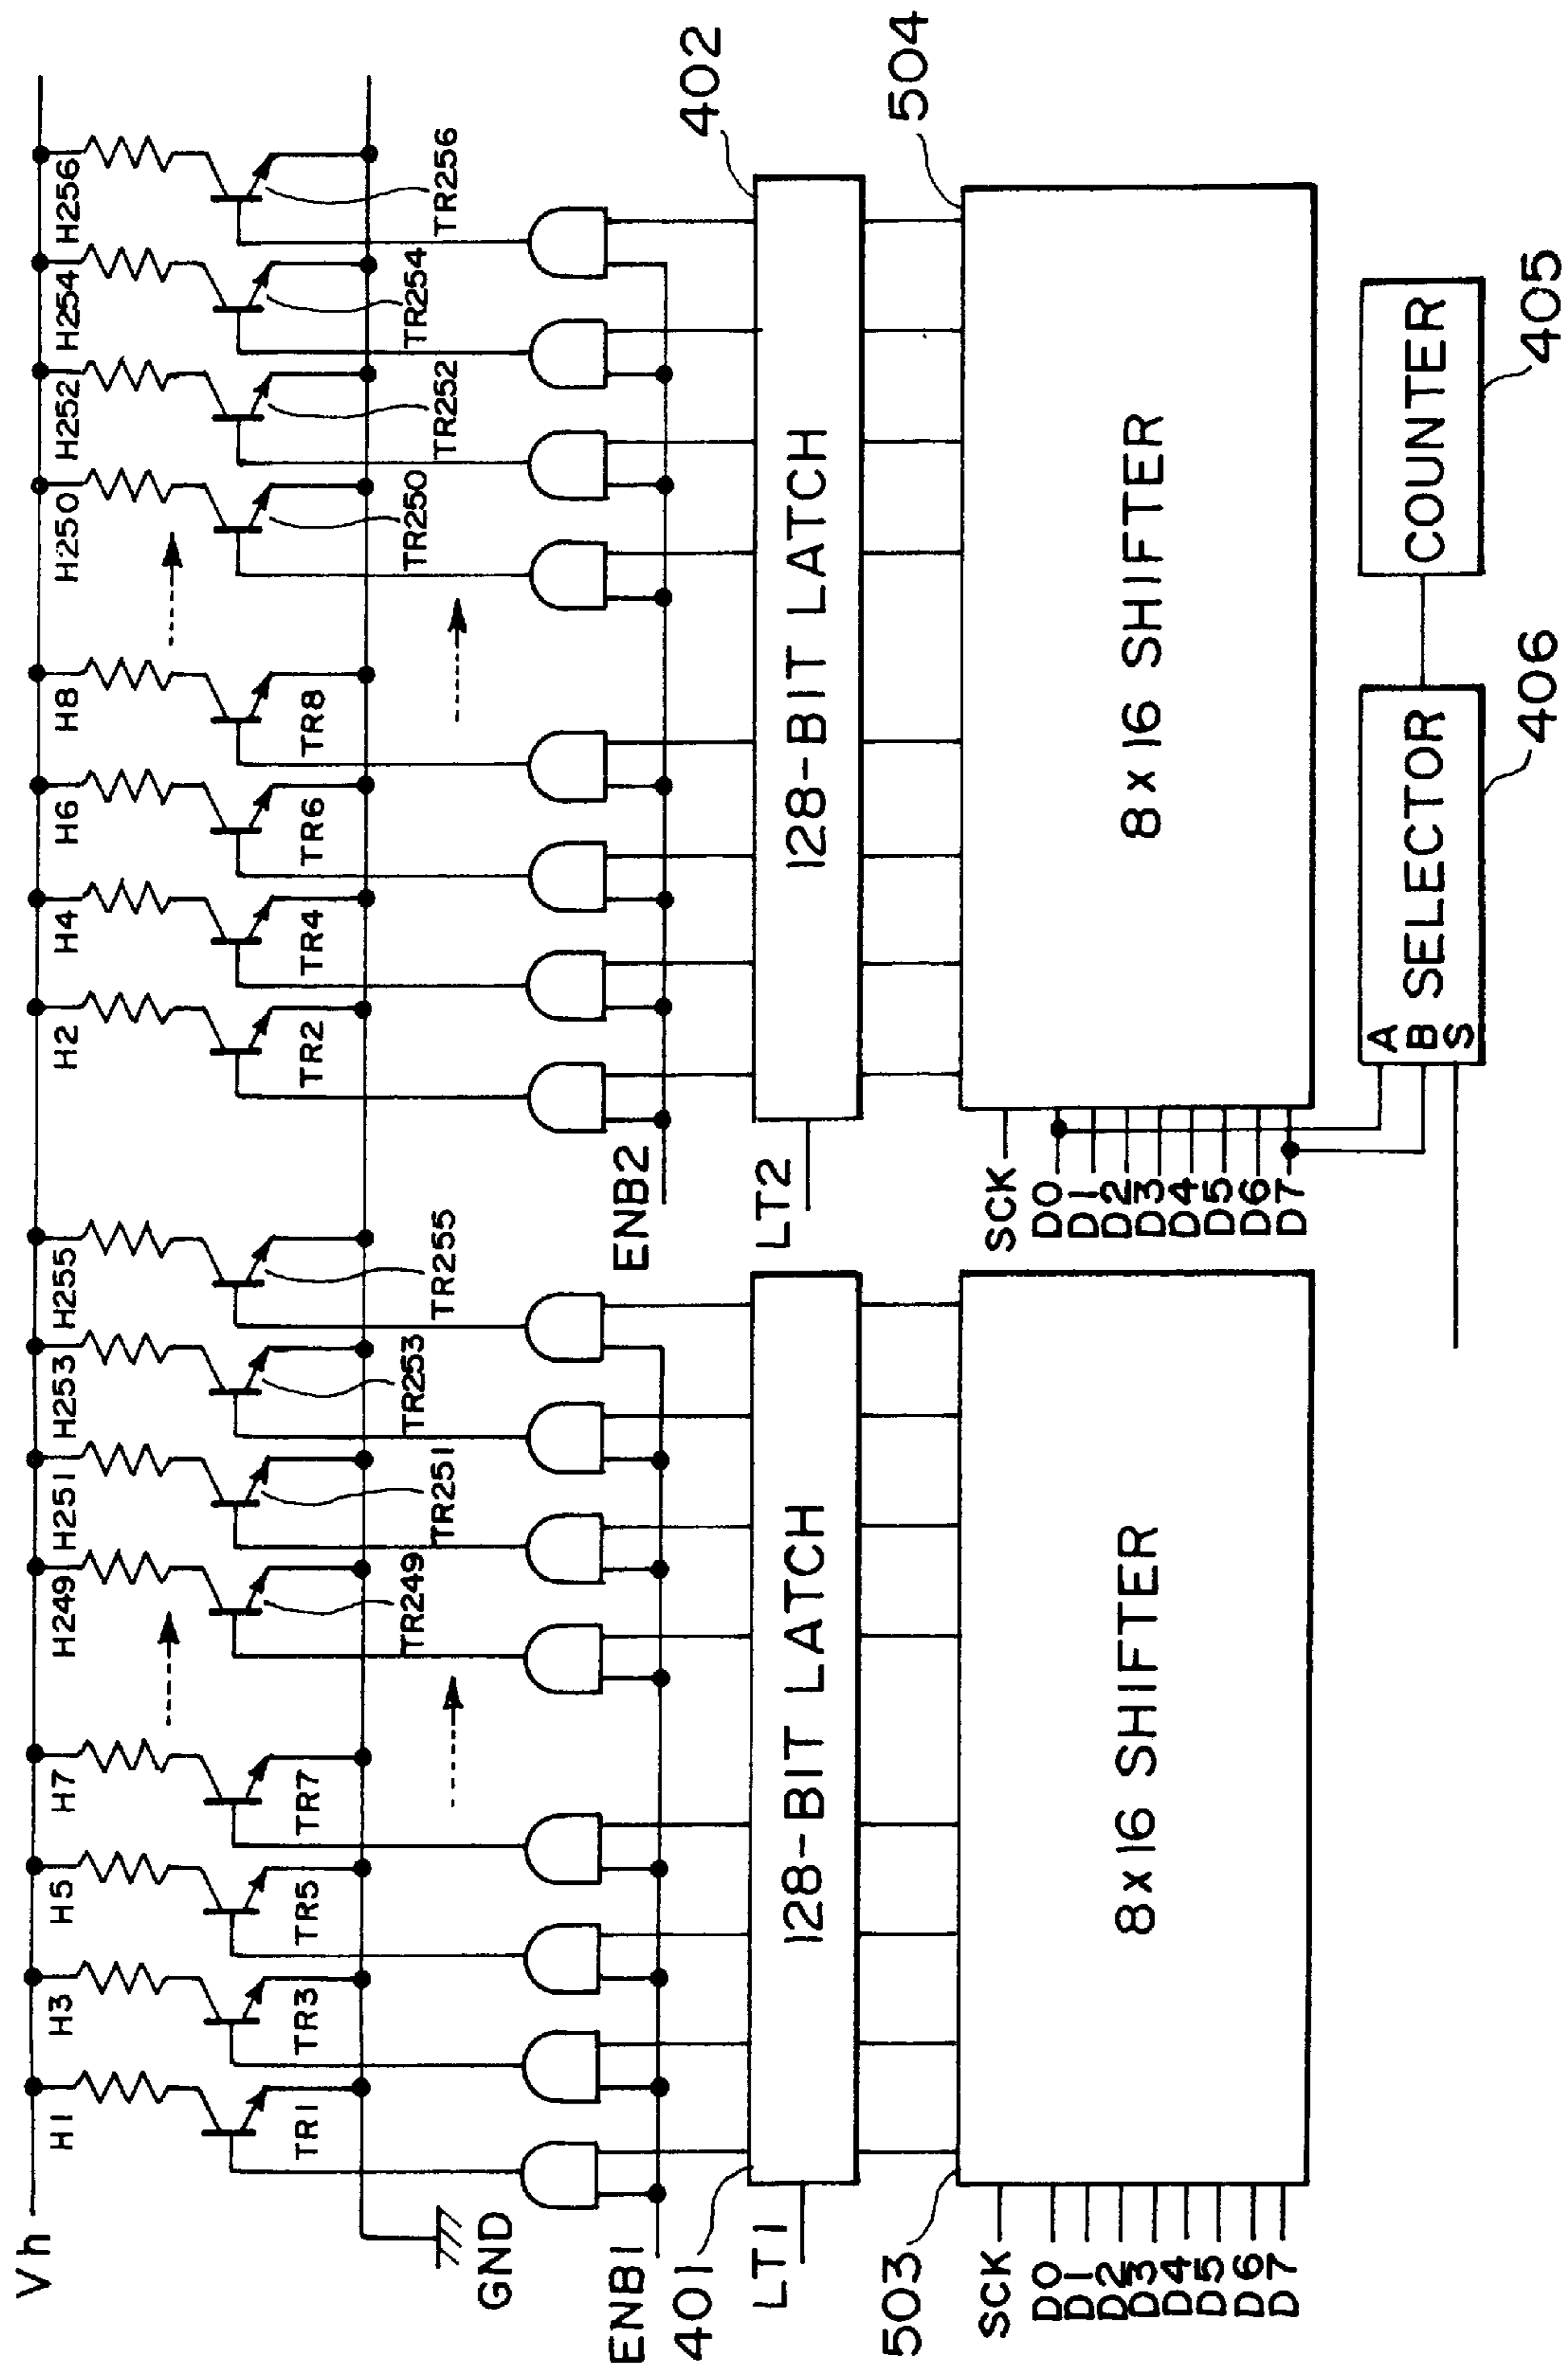 Vh
H1
H3
H5
H7
H249
H251
H253
H255
H2
H4
H6
H8
H250
H252
H254
H256
TR1
TR3
TR5
TR7
TR249
TR251
TR253
TR255
TR2
TR4
TR6
TR8
TR250
TR252
TR254
TR256
GND
ENB1
ENB2
401
LT1
128-BIT LATCH
LT2
128-BIT LATCH
402
503
8x16 SHIFTER
504
8x16 SHIFTER
SCK
D0
D1
D2
D3
D4
D5
D6
D7
SCK
D0
D1
D2
D3
D4
D5
D6
D7
A
B SELECTOR
S
406
COUNTER
405